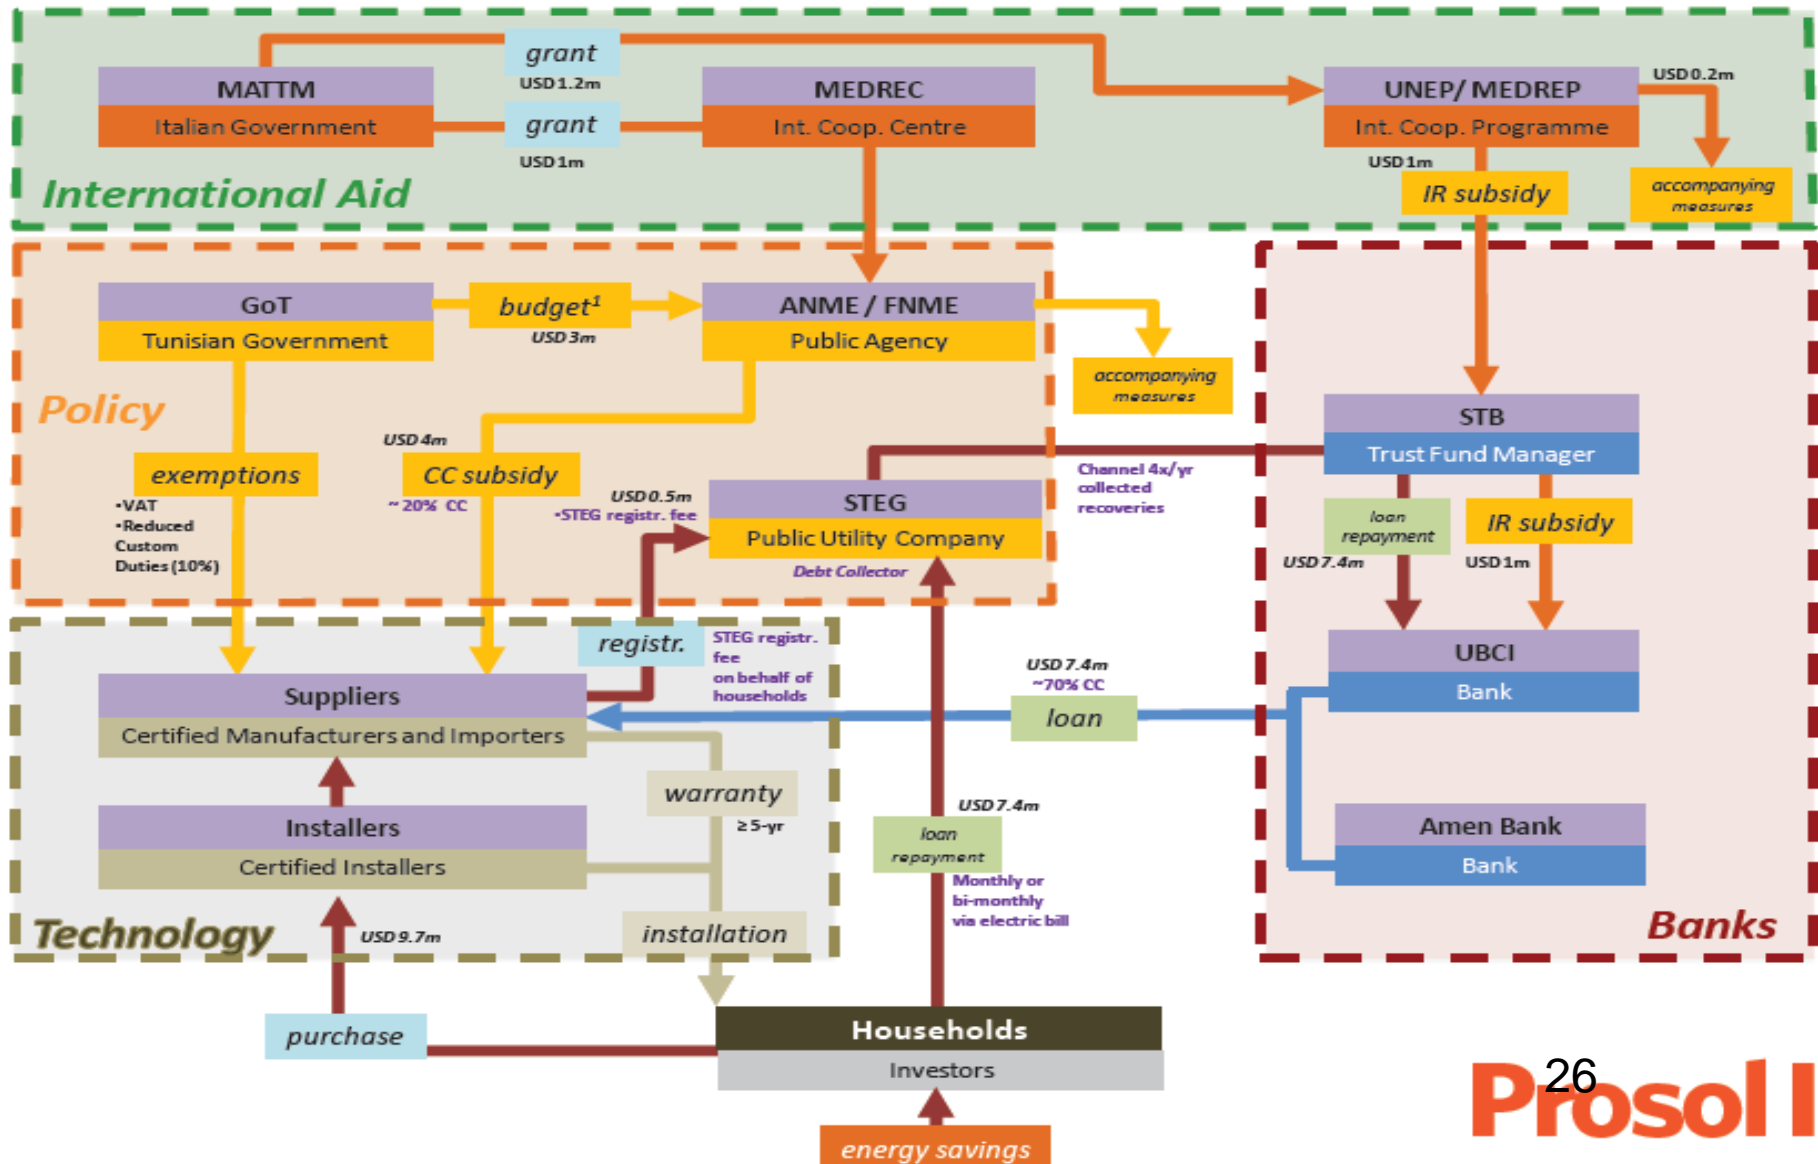 grant
USD 1.2m
MATTM
Italian Government
grant
USD 1m
MEDREC
Int. Coop. Centre
UNEP/ MEDREP
Int. Coop. Programme
USD 0.2m
USD 1m
IR subsidy
accompanying
measures
International Aid
GoT
Tunisian Government
budget¹
USD 3m
ANME / FNME
Public Agency
accompanying
measures
Policy
exemptions
•VAT
•Reduced
Custom
Duties (10%)
USD 4m
CC subsidy
~ 20% CC
USD 0.5m
•STEG registr. fee
STEG
Public Utility Company
Debt Collector
Channel 4x/yr
collected
recoveries
STB
Trust Fund Manager
loan
repayment
USD 7.4m
IR subsidy
USD 1m
UBCI
Bank
Amen Bank
Bank
Banks
registr.
STEG registr.
fee
on behalf of
households
USD 7.4m
~70% CC
loan
Suppliers
Certified Manufacturers and Importers
warranty
≥ 5-yr
Installers
Certified Installers
Technology
USD 9.7m
installation
USD 7.4m
loan
repayment
Monthly or
bi-monthly
via electric bill
purchase
Households
Investors
energy savings
Prosol I
26